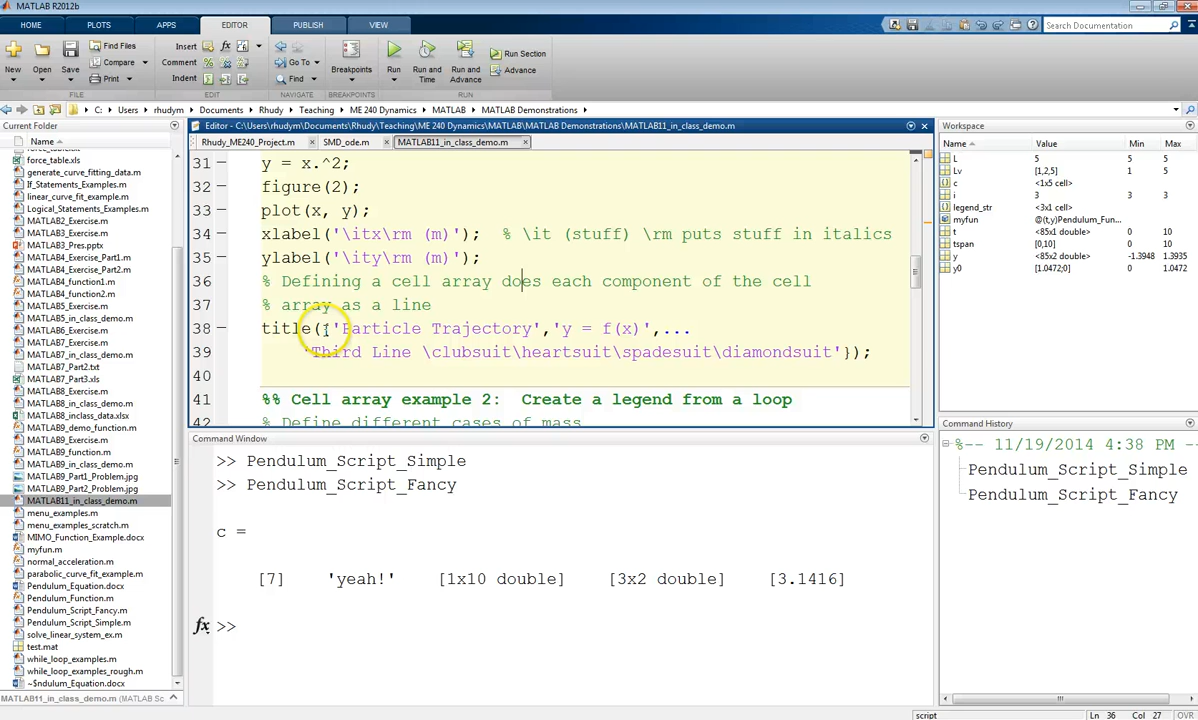 MATLAB R2012b
HOME PLOTS APPS EDITOR PUBLISH VIEW
Search Documentation
New Open Save Find Files Compare Print
Insert Comment Indent
Go To Find
Breakpoints
Run Run and Time Run and Advance Run Section Advance
FILE EDIT NAVIGATE BREAKPOINTS RUN
C: Users rhudym Documents Rhudy Teaching ME 240 Dynamics MATLAB MATLAB Demonstrations
Current Folder
Name
force_table.xls
generate_curve_fitting_data.m
If_Statements_Examples.m
linear_curve_fit_example.m
Logical_Statements_Examples.m
MATLAB2_Exercise.m
MATLAB3_Exercise.m
MATLAB3_Pres.pptx
MATLAB4_Exercise_Part1.m
MATLAB4_Exercise_Part2.m
MATLAB4_function1.m
MATLAB4_function2.m
MATLAB5_in_class_demo.m
MATLAB6_Exercise.m
MATLAB7_Exercise.m
MATLAB7_in_class_demo.m
MATLAB7_Part2.txt
MATLAB7_Part3.xls
MATLAB8_Exercise.m
MATLAB8_in_class_demo.m
MATLAB8_inclass_data.xlsx
MATLAB9_demo_function.m
MATLAB9_Exercise.m
MATLAB9_function.m
MATLAB9_in_class_demo.m
MATLAB9_Part1_Problem.jpg
MATLAB9_Part2_Problem.jpg
MATLAB11_in_class_demo.m
menu_examples.m
menu_examples_scratch.m
MIMO_Function_Example.docx
myfun.m
normal_acceleration.m
parabolic_curve_fit_example.m
Pendulum_Equation.docx
Pendulum_Function.m
Pendulum_Script_Fancy.m
Pendulum_Script_Simple.m
solve_linear_system_ex.m
test.mat
while_loop_examples.m
while_loop_examples_rough.m
~$ndulum_Equation.docx
MATLAB11_in_class_demo.m (MATLAB Sc
Editor - C:\Users\rhudym\Documents\Rhudy\Teaching\ME 240 Dynamics\MATLAB\MATLAB Demonstrations\MATLAB11_in_class_demo.m
Rhudy_ME240_Project.m SMD_ode.m MATLAB11_in_class_demo.m
31 y = x.^2;
32 figure(2);
33 plot(x, y);
34 xlabel('\itx\rm (m)'); % \it (stuff) \rm puts stuff in italics
35 ylabel('\ity\rm (m)');
36 % Defining a cell array does each component of the cell
37 % array as a line
38 title({'Particle Trajectory','y = f(x)',...
39 'Third Line \clubsuit\heartsuit\spadesuit\diamondsuit'});
40
41 %% Cell array example 2: Create a legend from a loop
42 % Define different cases of mass
Command Window
>> Pendulum_Script_Simple
>> Pendulum_Script_Fancy
c =
[7] 'yeah!' [1x10 double] [3x2 double] [3.1416]
fx >>
Workspace
Name Value Min Max
L 5 5 5
Lv [1,2,5] 1 5
c <1x5 cell>
i 3 3 3
legend_str <3x1 cell>
myfun @(t,y)Pendulum_Fun...
t <85x1 double> 0 10
tspan [0,10] 0 10
y <85x2 double> -1.3948 1.3935
y0 [1.0472;0] 0 1.0472
Command History
%-- 11/19/2014 4:38 PM --
Pendulum_Script_Simple
Pendulum_Script_Fancy
script Ln 36 Col 27 OVR